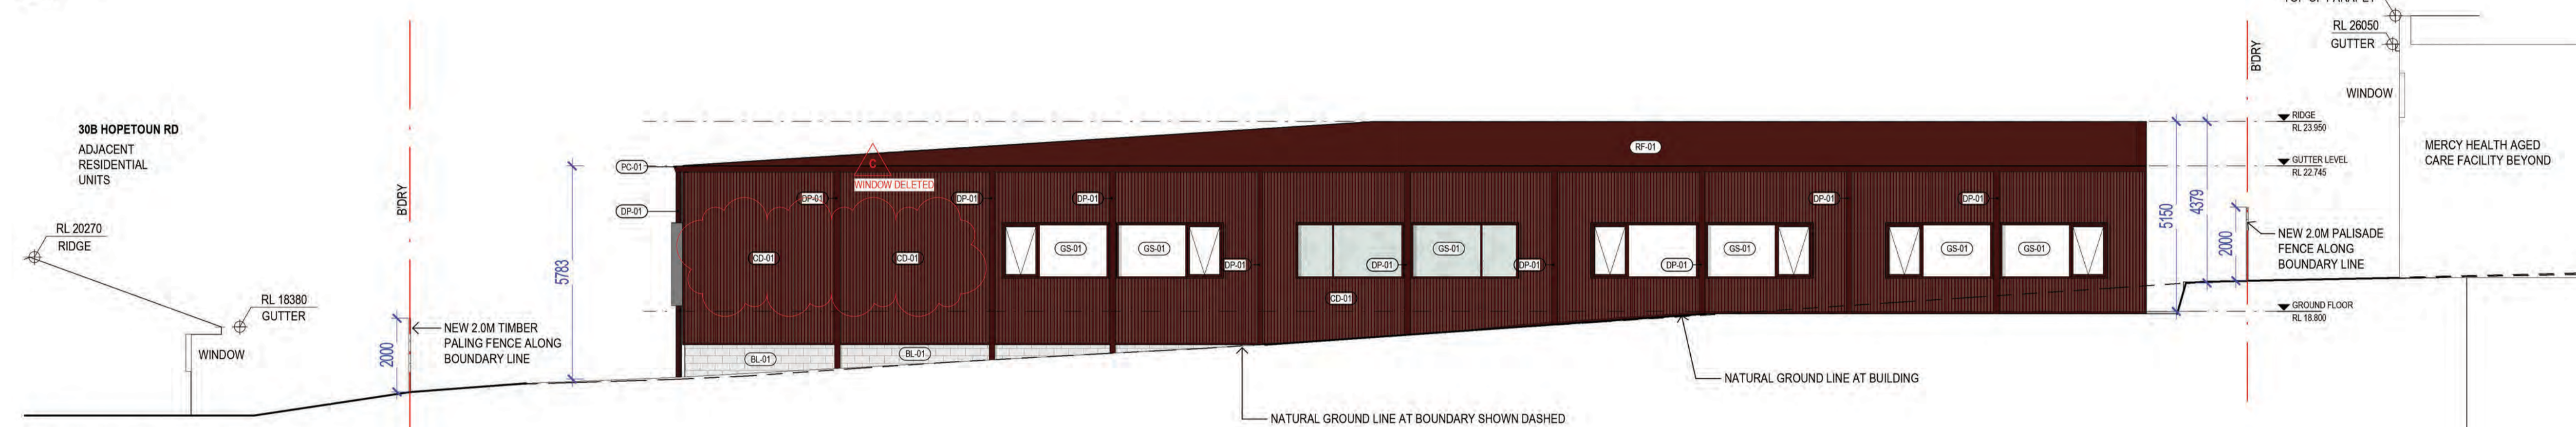 30B HOPETOUN RD
ADJACENT
RESIDENTIAL
UNITS
RL 20270
RIDGE
RL 18380
GUTTER
WINDOW
B'DRY
2000
NEW 2.0M TIMBER
PALING FENCE ALONG
BOUNDARY LINE
5783
PC-01
DP-01
C
WINDOW DELETED
DP-01
DP-01
DP-01
DP-01
DP-01
CD-01
CD-01
GS-01
GS-01
GS-01
GS-01
GS-01
GS-01
DP-01
DP-01
DP-01
DP-01
CD-01
RF-01
BL-01
BL-01
NATURAL GROUND LINE AT BOUNDARY SHOWN DASHED
NATURAL GROUND LINE AT BUILDING
5150
4379
2000
B'DRY
RL 26050
GUTTER
WINDOW
RIDGE
RL 23.950
GUTTER LEVEL
RL 22.745
MERCY HEALTH AGED
CARE FACILITY BEYOND
NEW 2.0M PALISADE
FENCE ALONG
BOUNDARY LINE
GROUND FLOOR
RL 18.800